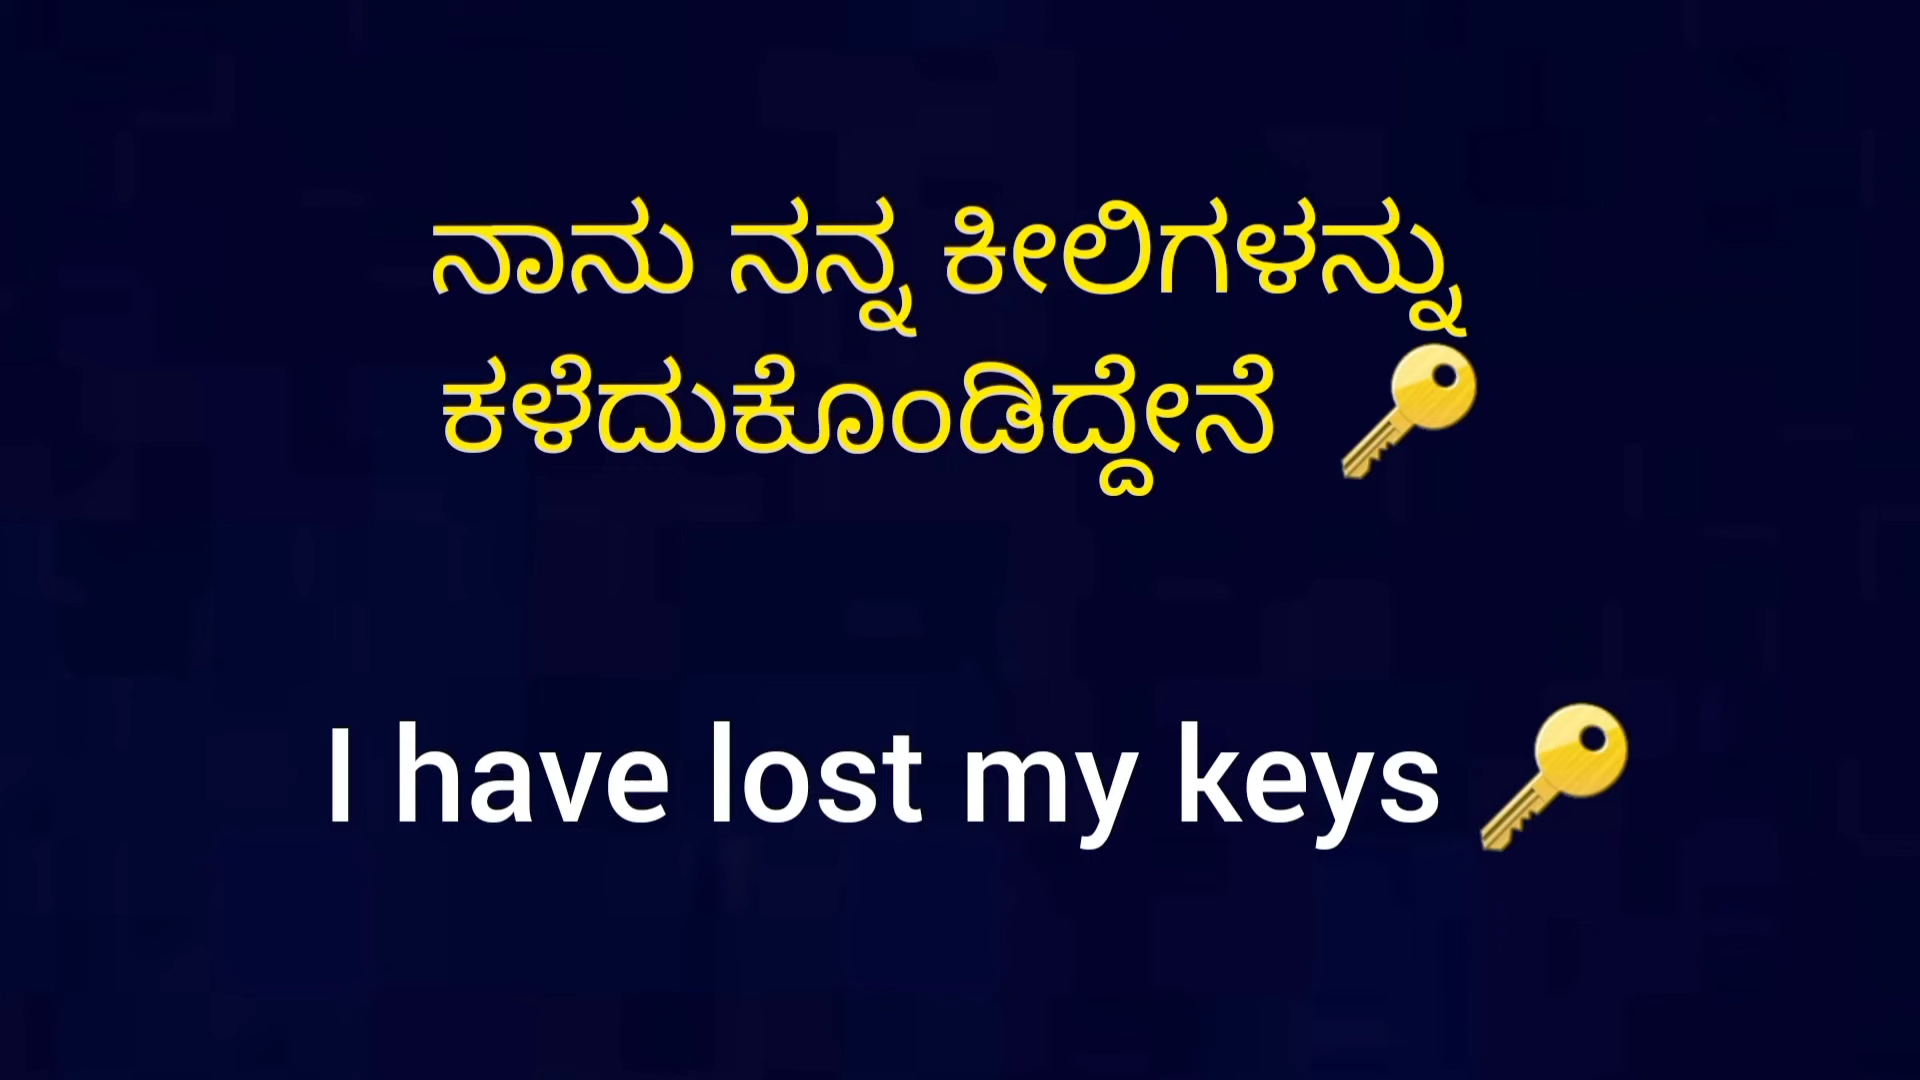 ನಾನು ನನ್ನ ಕೀಲಿಗಳನ್ನು
ಕಳೆದುಕೊಂಡಿದ್ದೇನೆ 🔑
I have lost my keys 🔑